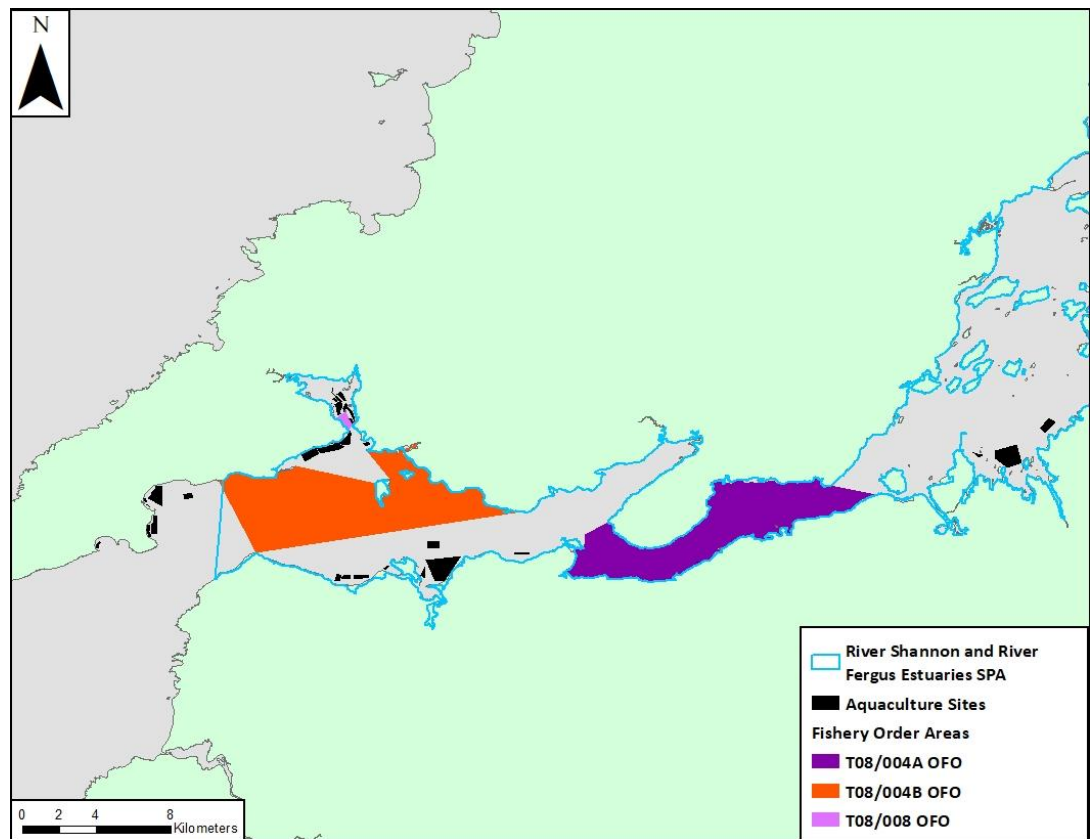 N
River Shannon and River
Fergus Estuaries SPA
Aquaculture Sites
Fishery Order Areas
T08/004A OFO
T08/004B OFO
T08/008 OFO
0 2 4 8
Kilometers